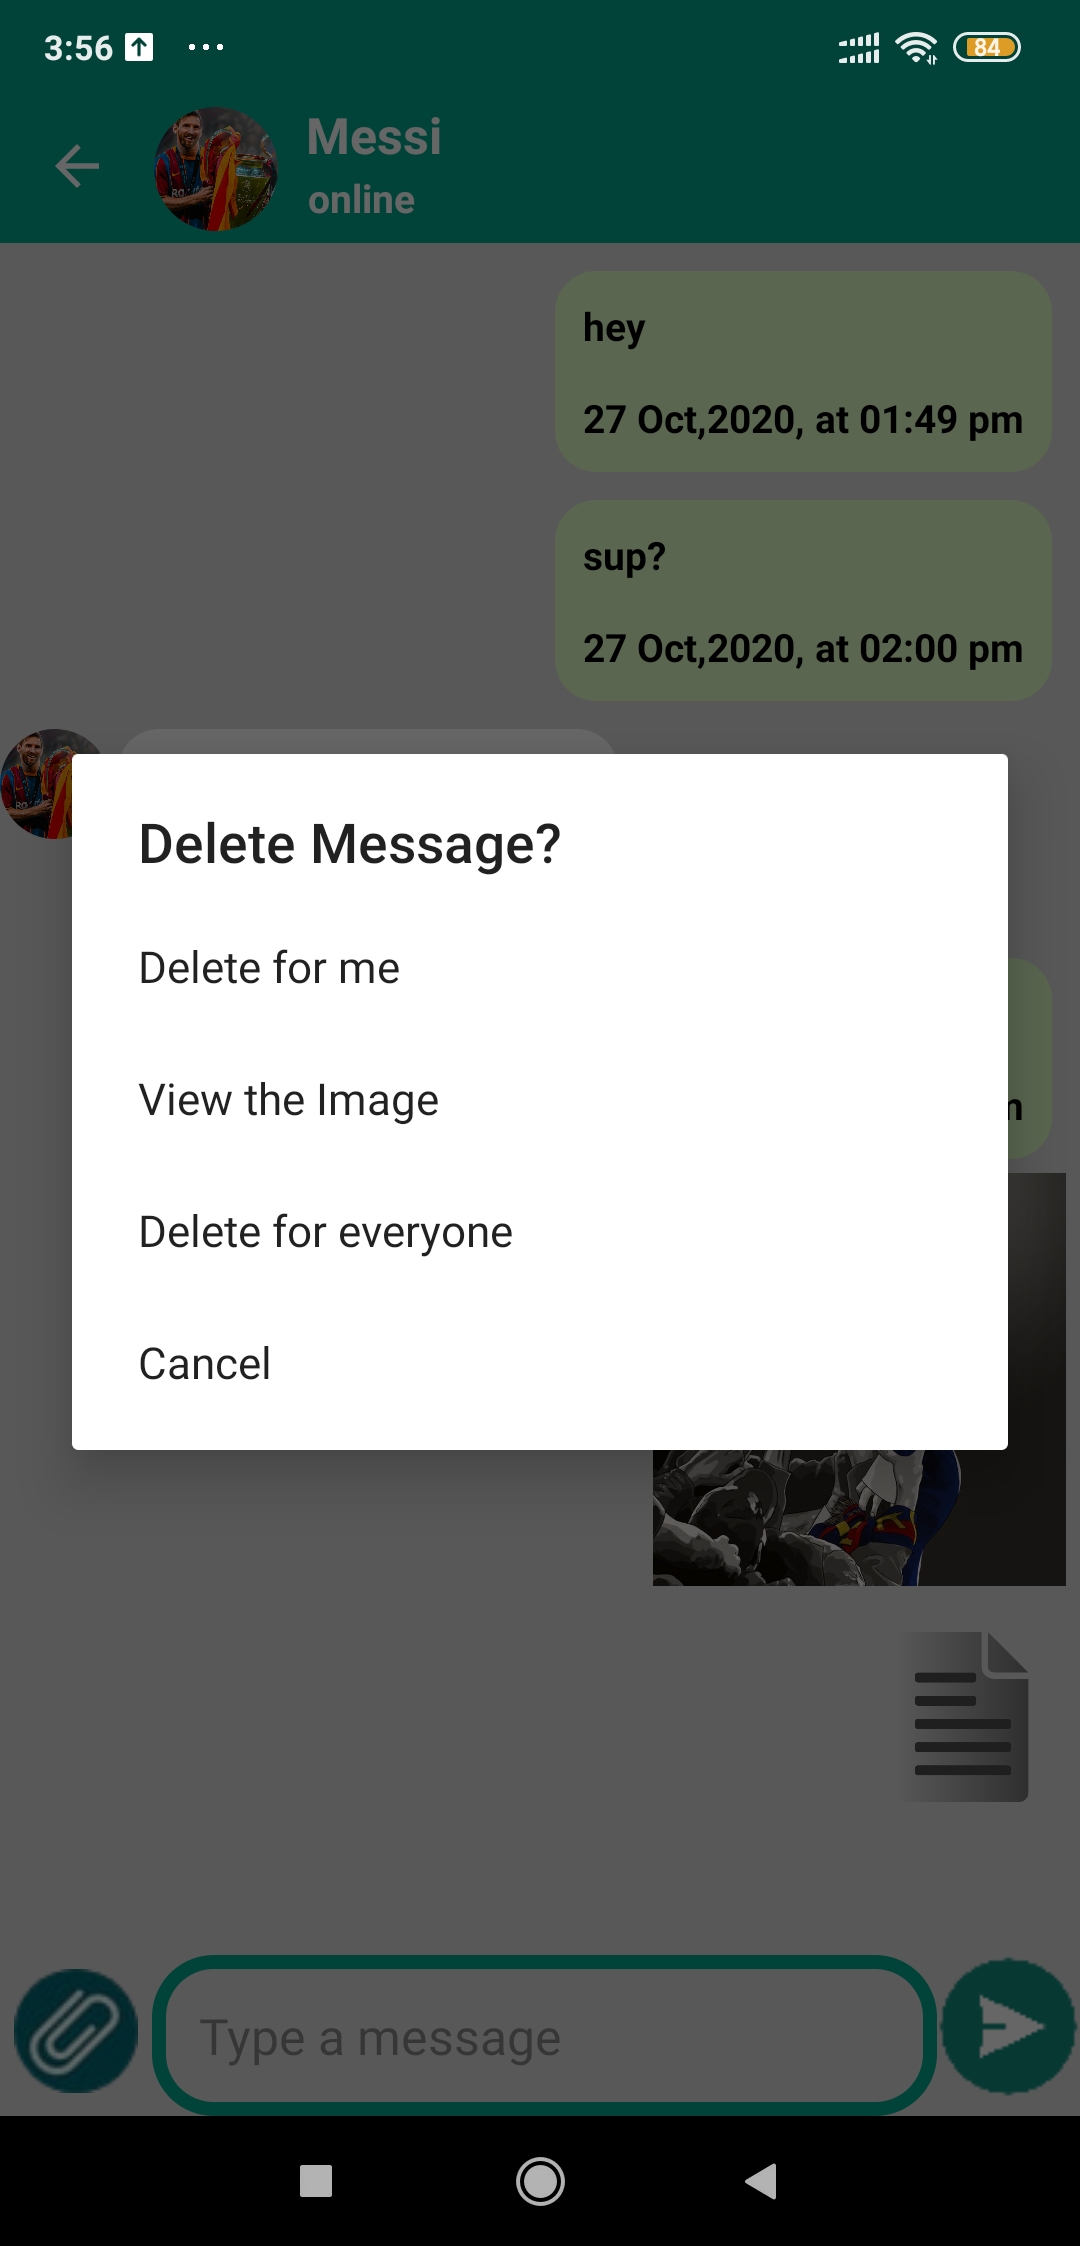 3:56
84
Messi
online
hey
27 Oct,2020, at 01:49 pm
sup?
27 Oct,2020, at 02:00 pm
Delete Message?
Delete for me
View the Image
Delete for everyone
Cancel
Type a message